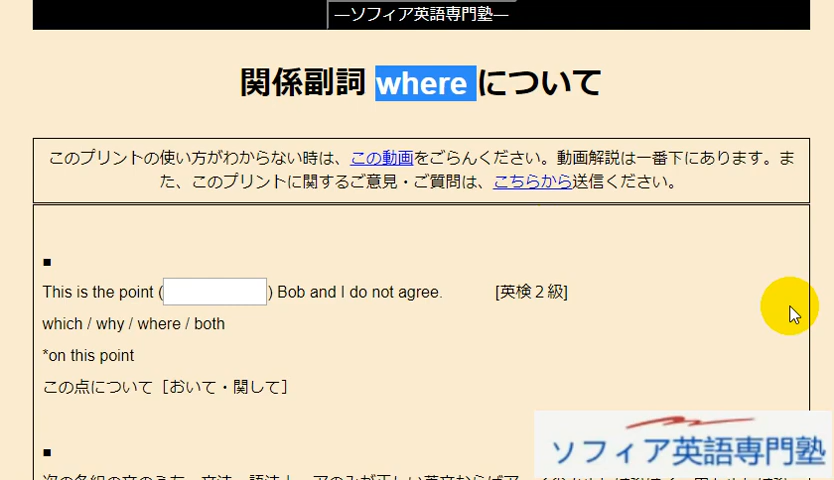 ―ソフィア英語専門塾―
関係副詞 where について
このプリントの使い方がわからない時は、この動画をごらんください。動画解説は一番下にあります。ま
た、このプリントに関するご意見・ご質問は、こちらから送信ください。
■
This is the point ( ) Bob and I do not agree. [英検２級]
which / why / where / both
*on this point
この点について［おいて・関して］
ソフィア英語専門塾
■